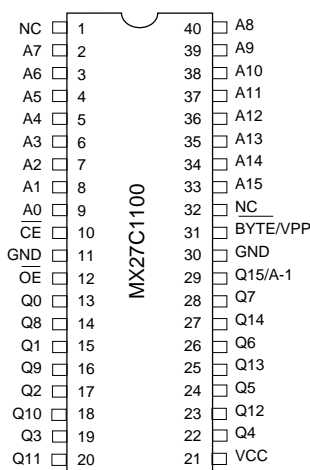 NC 1 40 A8
A7 2 39 A9
A6 3 38 A10
A5 4 37 A11
A4 5 36 A12
A3 6 35 A13
A2 7 34 A14
A1 8 33 A15
A0 9 32 NC
CE 10 31 BYTE/VPP
GND 11 30 GND
OE 12 29 Q15/A-1
Q0 13 28 Q7
Q8 14 27 Q14
Q1 15 26 Q6
Q9 16 25 Q13
Q2 17 24 Q5
Q10 18 23 Q12
Q3 19 22 Q4
Q11 20 21 VCC
MX27C1100